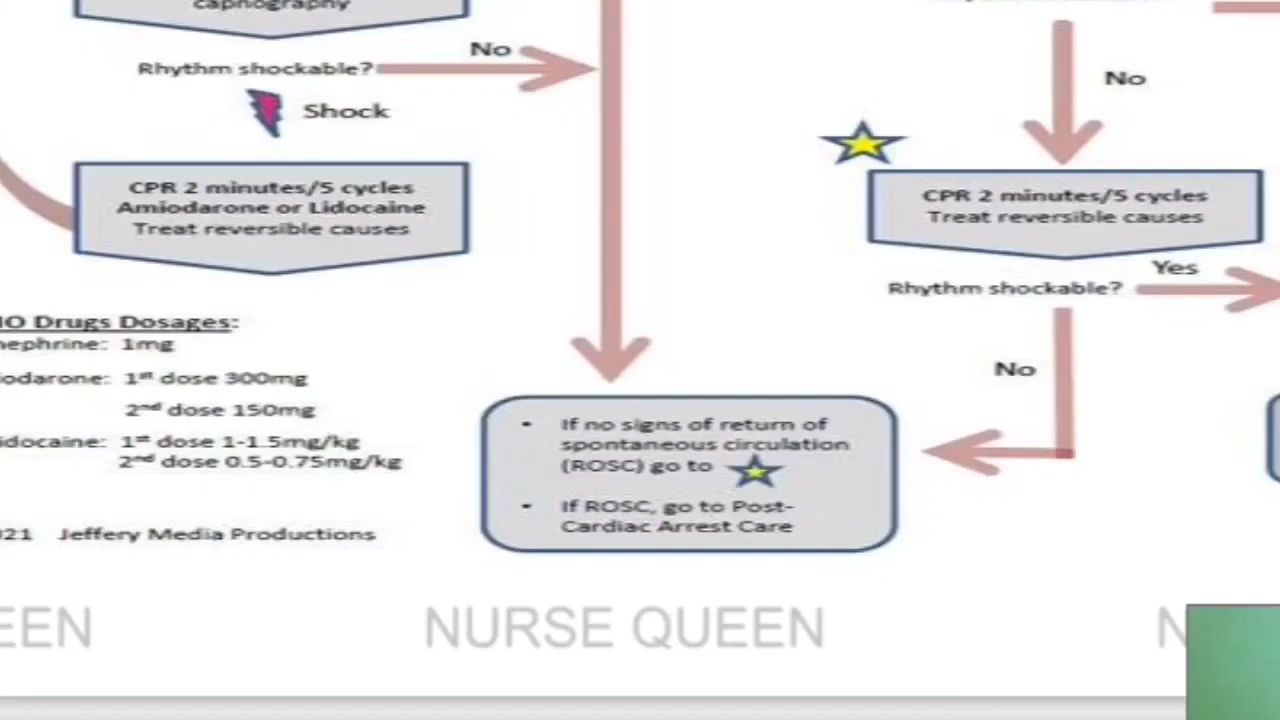 capnography
No
Rhythm shockable?
Shock
CPR 2 minutes/5 cycles
Amiodarone or Lidocaine
Treat reversible causes
No
CPR 2 minutes/5 cycles
Treat reversible causes
Yes
Rhythm shockable?
No
IO Drugs Dosages:
nephrine: 1mg
iodarone: 1st dose 300mg
2nd dose 150mg
idocaine: 1st dose 1-1.5mg/kg
2nd dose 0.5-0.75mg/kg
• If no signs of return of
spontaneous circulation
(ROSC) go to
• If ROSC, go to Post-
Cardiac Arrest Care
21 Jeffery Media Productions
EEN
NURSE QUEEN
N